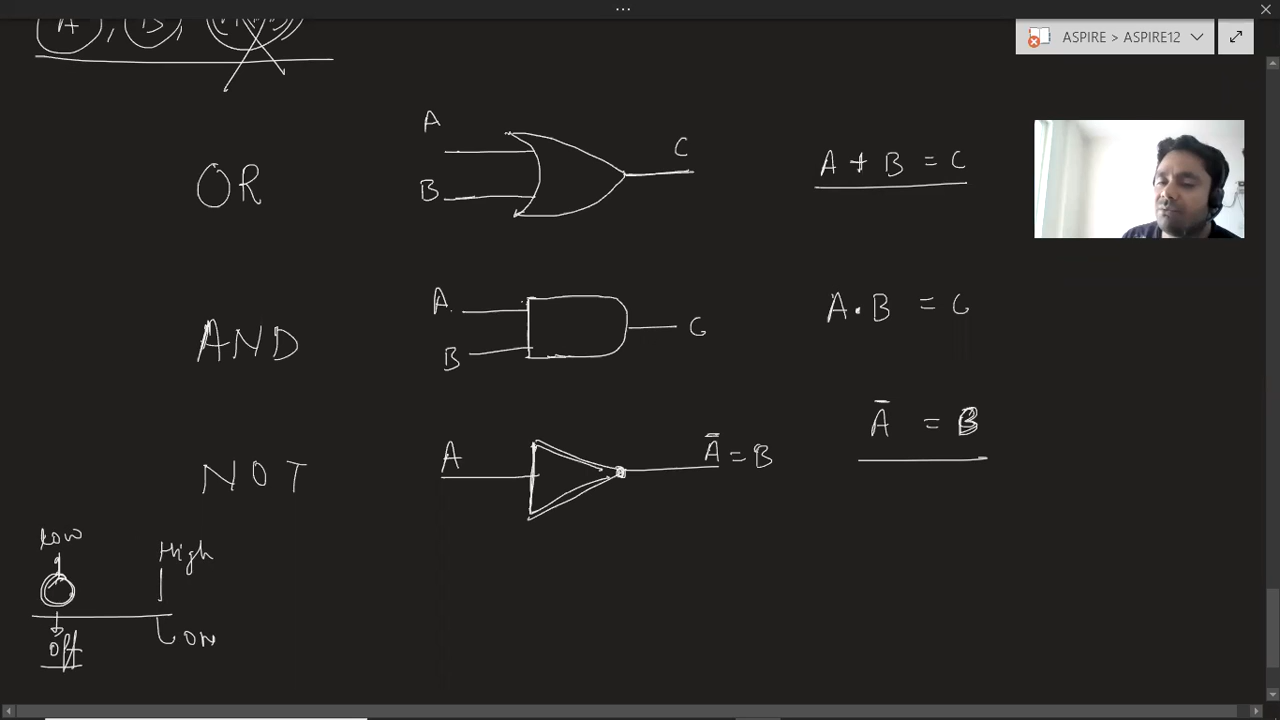 ...
ASPIRE > ASPIRE12
A, B,
OR
A
B
C
A + B = C
AND
A
B
C
A . B = C
NOT
A
Ā = B
Ā = B
Low
High
Off
ON